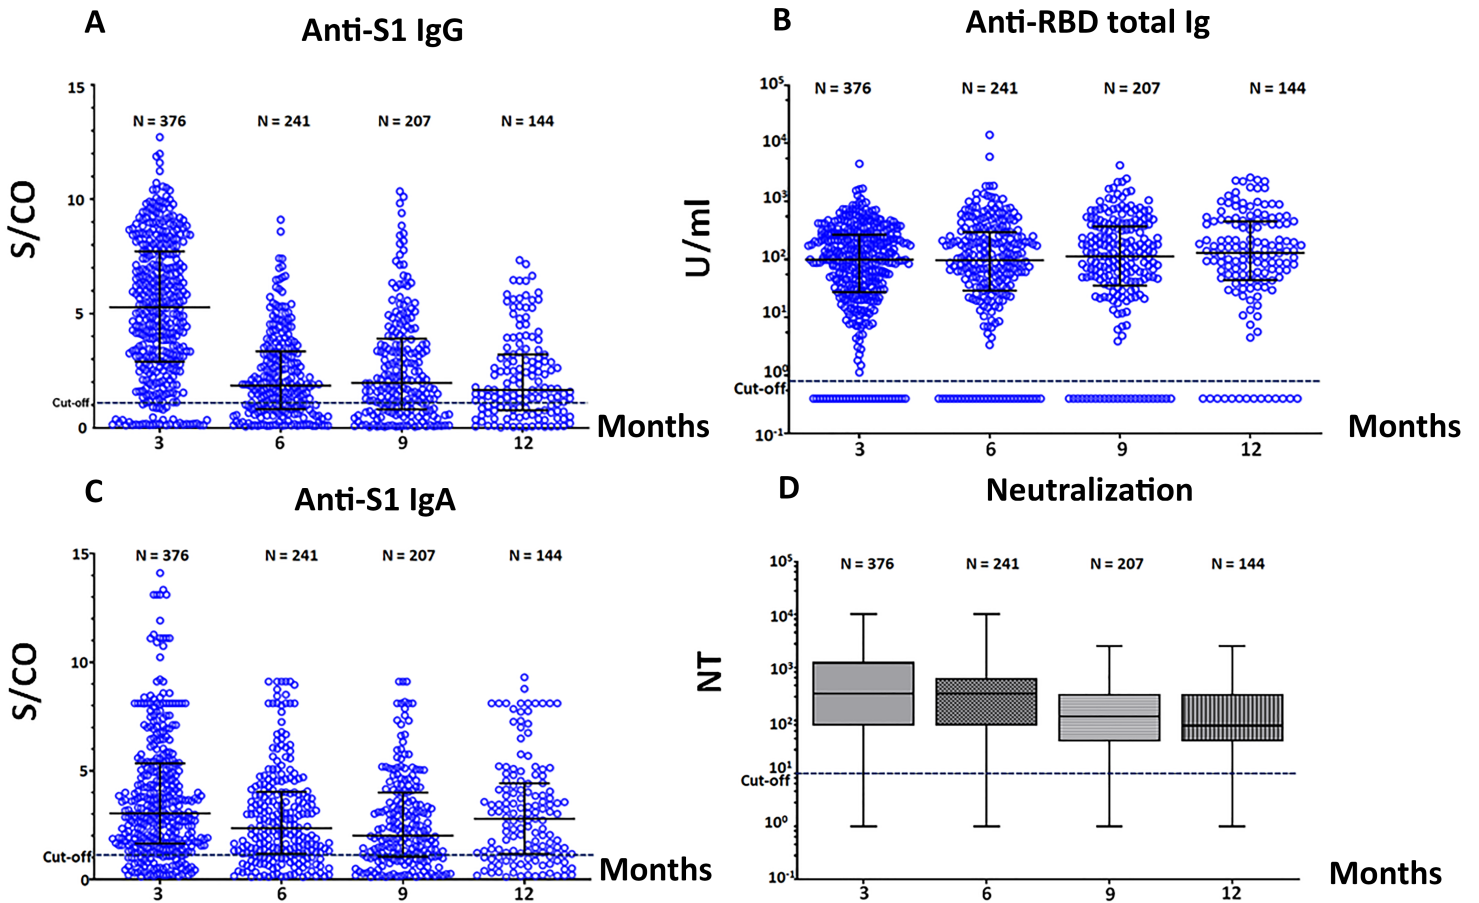 A
Anti-S1 IgG
S/CO
15
10
5
Cut-off
0
N = 376
N = 241
N = 207
N = 144
3
6
9
12
Months
B
Anti-RBD total Ig
U/ml
10⁵
10⁴
10³
10²
10¹
10⁰
Cut-off
10⁻¹
N = 376
N = 241
N = 207
N = 144
3
6
9
12
Months
C
Anti-S1 IgA
S/CO
15
10
5
Cut-off
0
N = 376
N = 241
N = 207
N = 144
3
6
9
12
Months
D
Neutralization
NT
10⁵
10⁴
10³
10²
10¹
Cut-off
10⁰
10⁻¹
N = 376
N = 241
N = 207
N = 144
3
6
9
12
Months